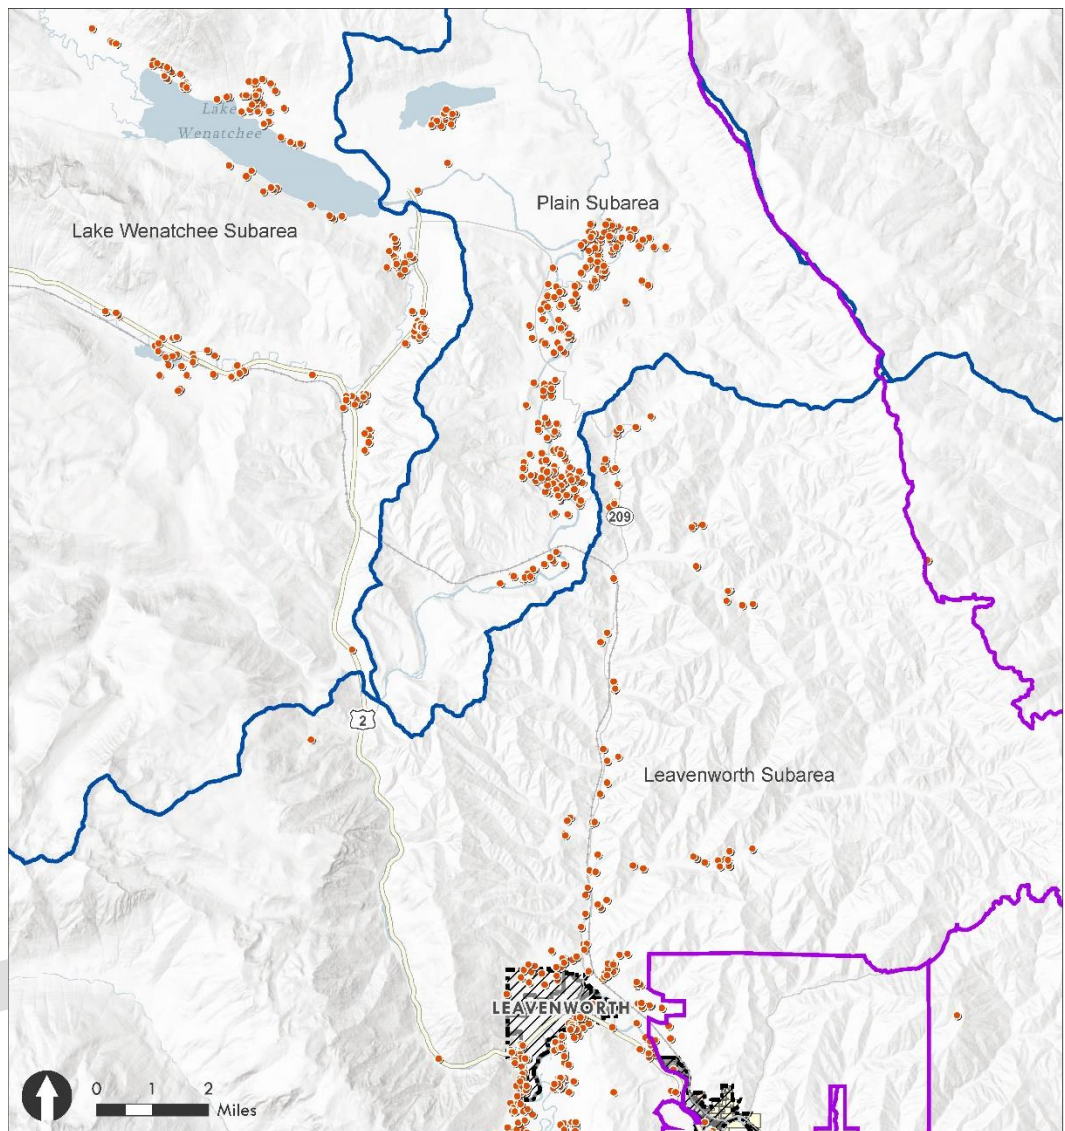 Lake
Wenatchee
Plain Subarea
Lake Wenatchee Subarea
209
2
Leavenworth Subarea
LEAVENWORTH
0 1 2
Miles